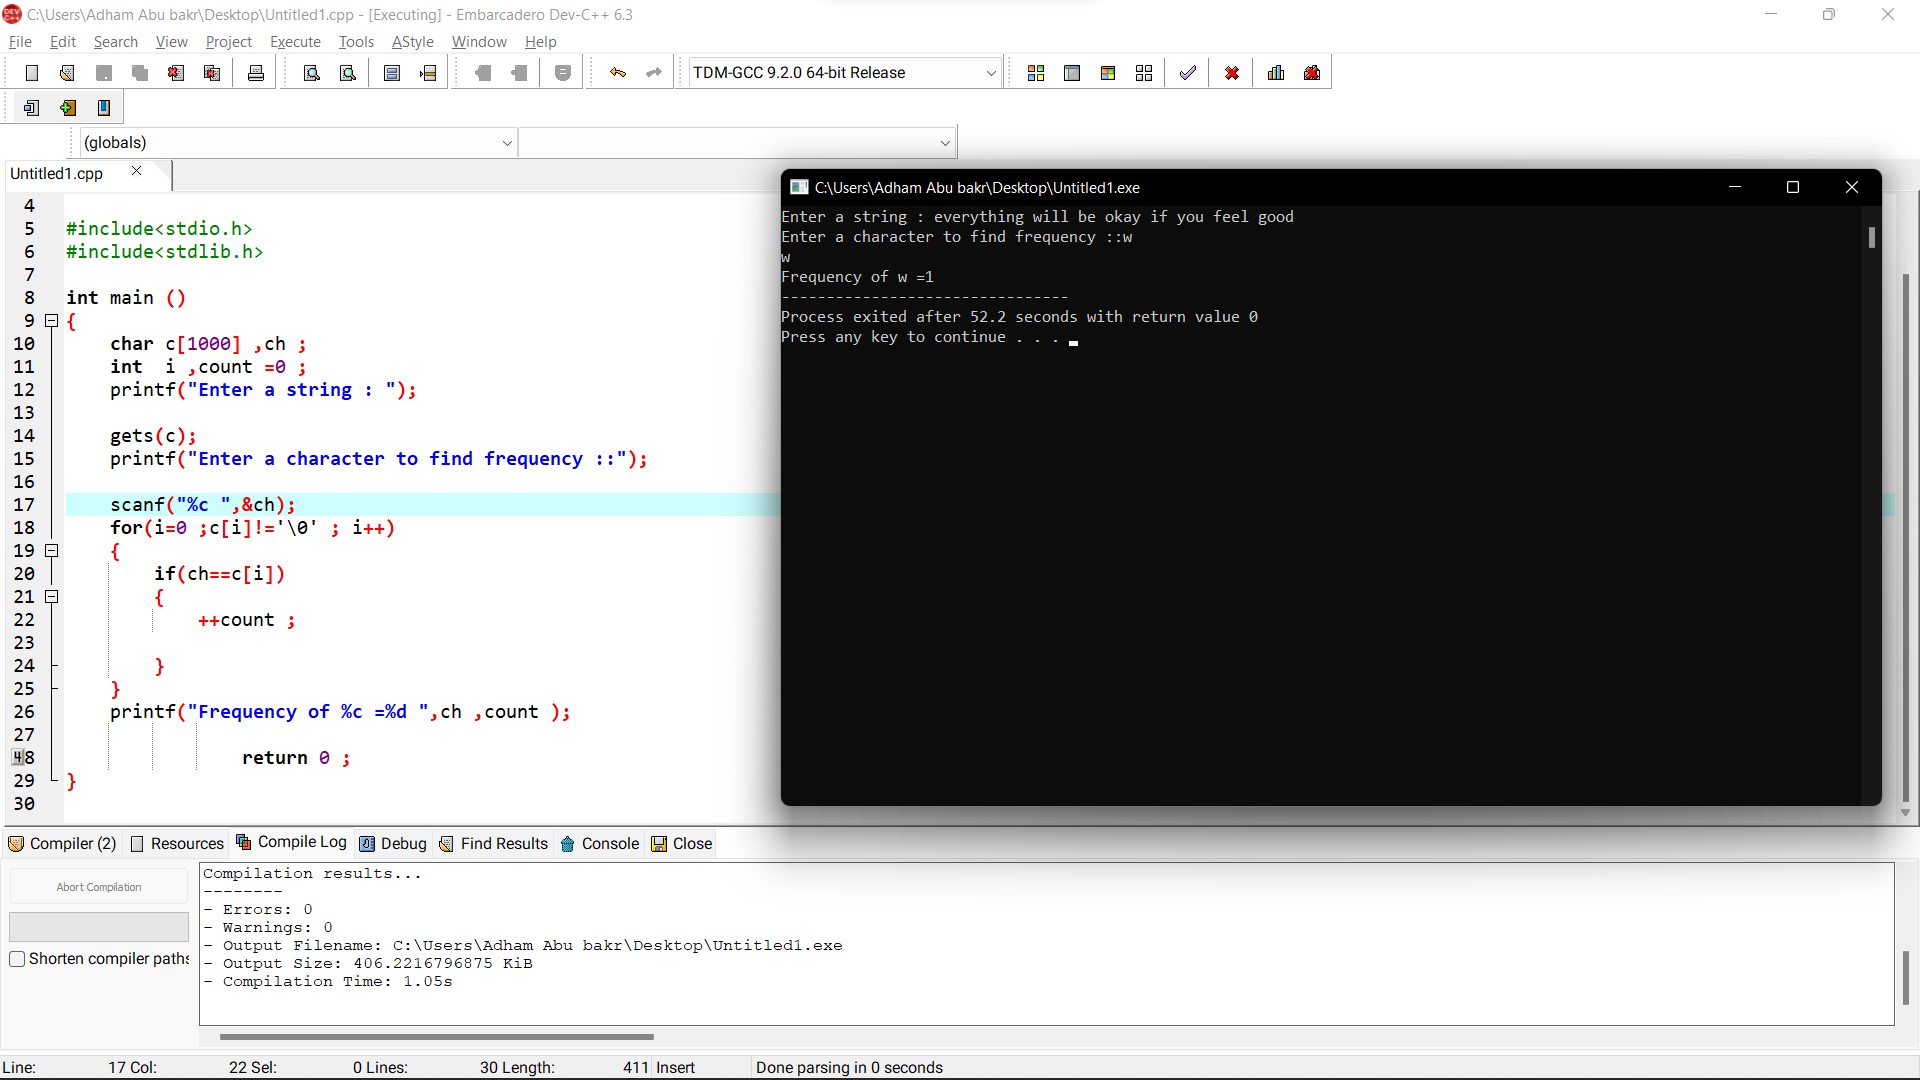 C:\Users\Adham Abu bakr\Desktop\Untitled1.cpp - [Executing] - Embarcadero Dev-C++ 6.3
File Edit Search View Project Execute Tools AStyle Window Help
TDM-GCC 9.2.0 64-bit Release
(globals)
Untitled1.cpp
4
5 #include<stdio.h>
6 #include<stdlib.h>
7
8 int main ()
9 {
10 char c[1000] ,ch ;
11 int i ,count =0 ;
12 printf("Enter a string : ");
13
14 gets(c);
15 printf("Enter a character to find frequency ::");
16
17 scanf("%c ",&ch);
18 for(i=0 ;c[i]!='\0' ; i++)
19 {
20 if(ch==c[i])
21 {
22 ++count ;
23
24 }
25 }
26 printf("Frequency of %c =%d ",ch ,count );
27
28 return 0 ;
29 }
30
C:\Users\Adham Abu bakr\Desktop\Untitled1.exe
Enter a string : everything will be okay if you feel good
Enter a character to find frequency ::w
w
Frequency of w =1
--------------------------------
Process exited after 52.2 seconds with return value 0
Press any key to continue . . .
Compiler (2) Resources Compile Log Debug Find Results Console Close
Abort Compilation
Shorten compiler paths
Compilation results...
--------
- Errors: 0
- Warnings: 0
- Output Filename: C:\Users\Adham Abu bakr\Desktop\Untitled1.exe
- Output Size: 406.2216796875 KiB
- Compilation Time: 1.05s
Line: 17 Col: 22 Sel: 0 Lines: 30 Length: 411 Insert Done parsing in 0 seconds